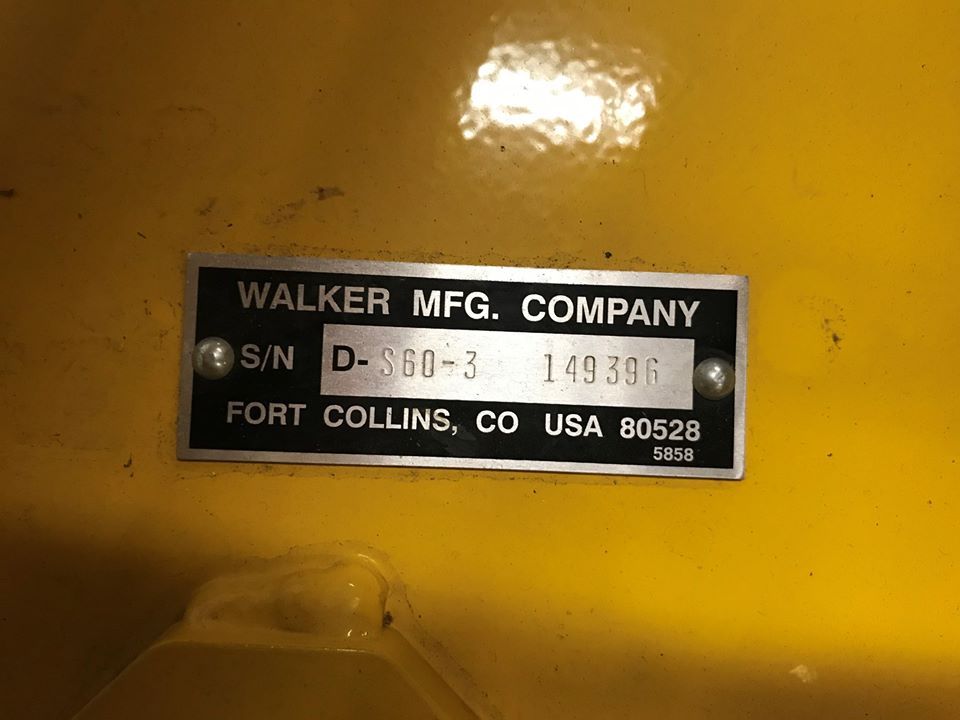 WALKER MFG. COMPANY
S/N D- S60-3 149396
FORT COLLINS, CO USA 80528
5858